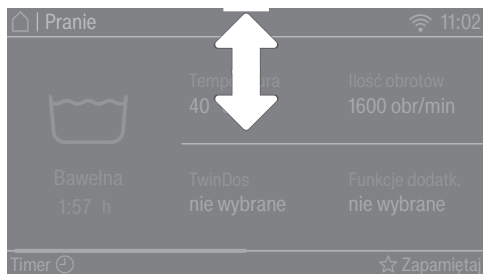 | Pranie 11:02
Temperatura Ilość obrotów
40 1600 obr/min
Bawełna
1:57 h
TwinDos Funkcje dodatk.
nie wybrane nie wybrane
Timer Zapamiętaj